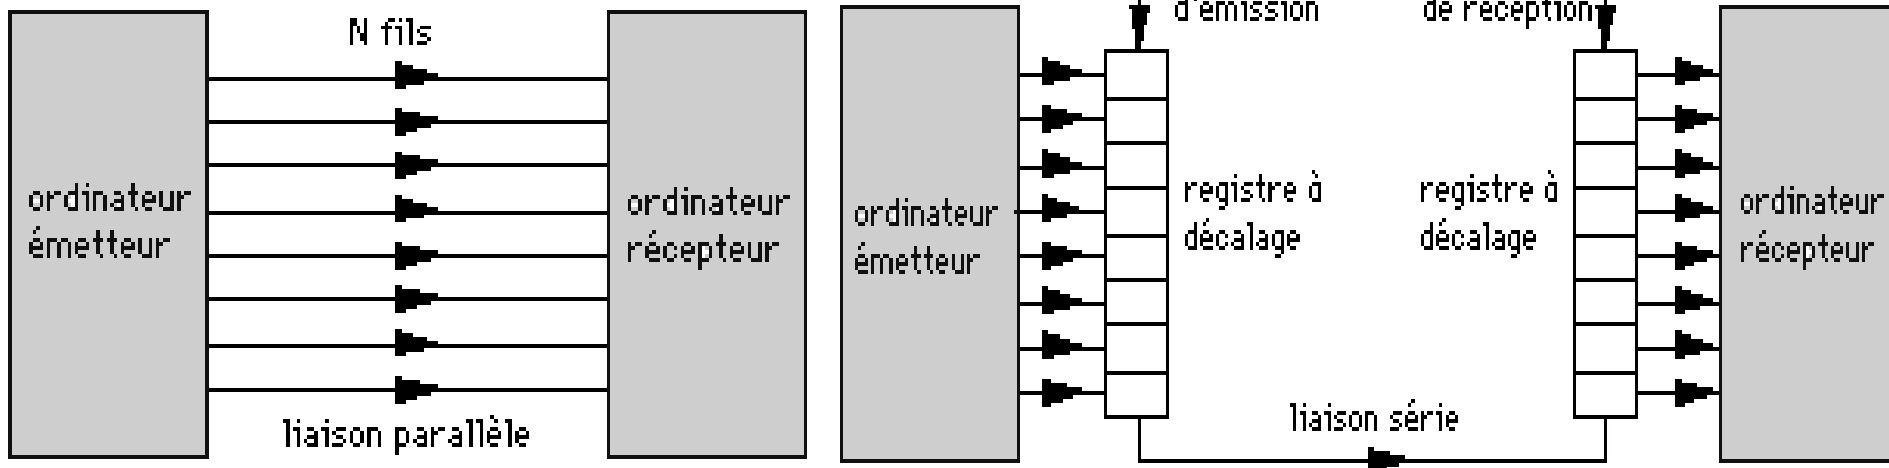 N fils
ordinateur
émetteur
ordinateur
récepteur
liaison parallèle
d'émission
de réception
ordinateur
émetteur
registre à
décalage
registre à
décalage
ordinateur
récepteur
liaison série